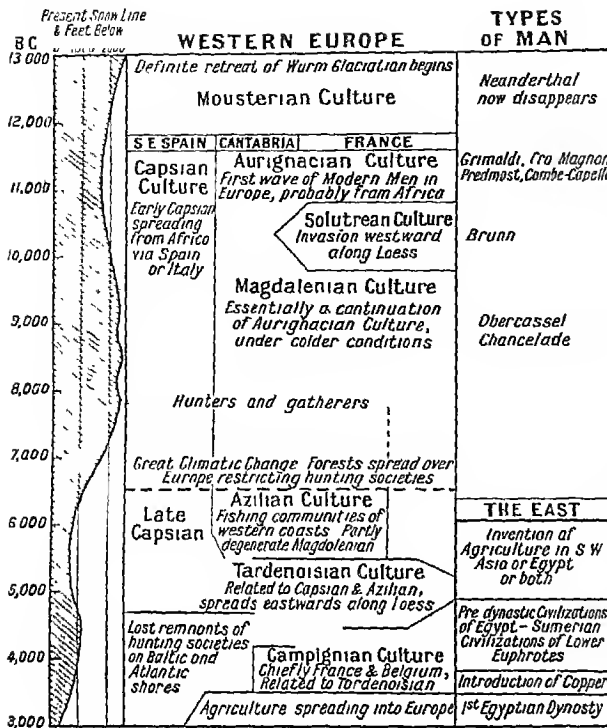 Present Snow Line
& Feet Below
BC
13,000
12,000
11,000
10,000
9,000
8,000
7,000
6,000
5,000
4,000
3,000
WESTERN EUROPE
Definite retreat of Wurm Glaciation begins
Mousterian Culture
S E SPAIN
CANTABRIA
FRANCE
Capsian
Culture
Early Capsian
spreading
from Africa
via Spain
or Italy
Aurignacian Culture
First wave of Modern Men in
Europe, probably from Africa
Solutrean Culture
Invasion westward
along Loess
Magdalenian Culture
Essentially a continuation
of Aurignacian Culture,
under colder conditions
Hunters and gatherers
Great Climatic Change Forests spread over
Europe restricting hunting societies
Late
Capsian
Azilian Culture
Fishing communities of
western coasts Partly
degenerate Magdalenian
Tardenoisian Culture
Related to Capsian & Azilian,
spreads eastwards along loess
Lost remnants of
hunting societies
on Baltic and
Atlantic
shores
Campignian Culture
Chiefly France & Belgium,
Related to Tardenoisian
Agriculture spreading into Europe
TYPES
OF MAN
Neanderthal
now disappears
Grimaldi, Cro Magnon
Predmost, Combe-Capelle
Brunn
Obercassel
Chancelade
THE EAST
Invention of
Agriculture in S W
Asia or Egypt
or both
Pre dynastic Civilizations
of Egypt - Sumerian
Civilizations of Lower
Euphrotes
Introduction of Copper
1st Egyptian Dynosty